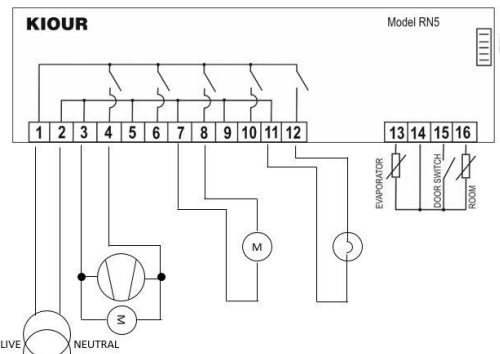 KIOUR
Model RN5
1 2 3 4 5 6 7 8 9 10 11 12
13 14 15 16
EVAPORATOR
DOOR SWITCH
ROOM
M
M
LIVE
NEUTRAL